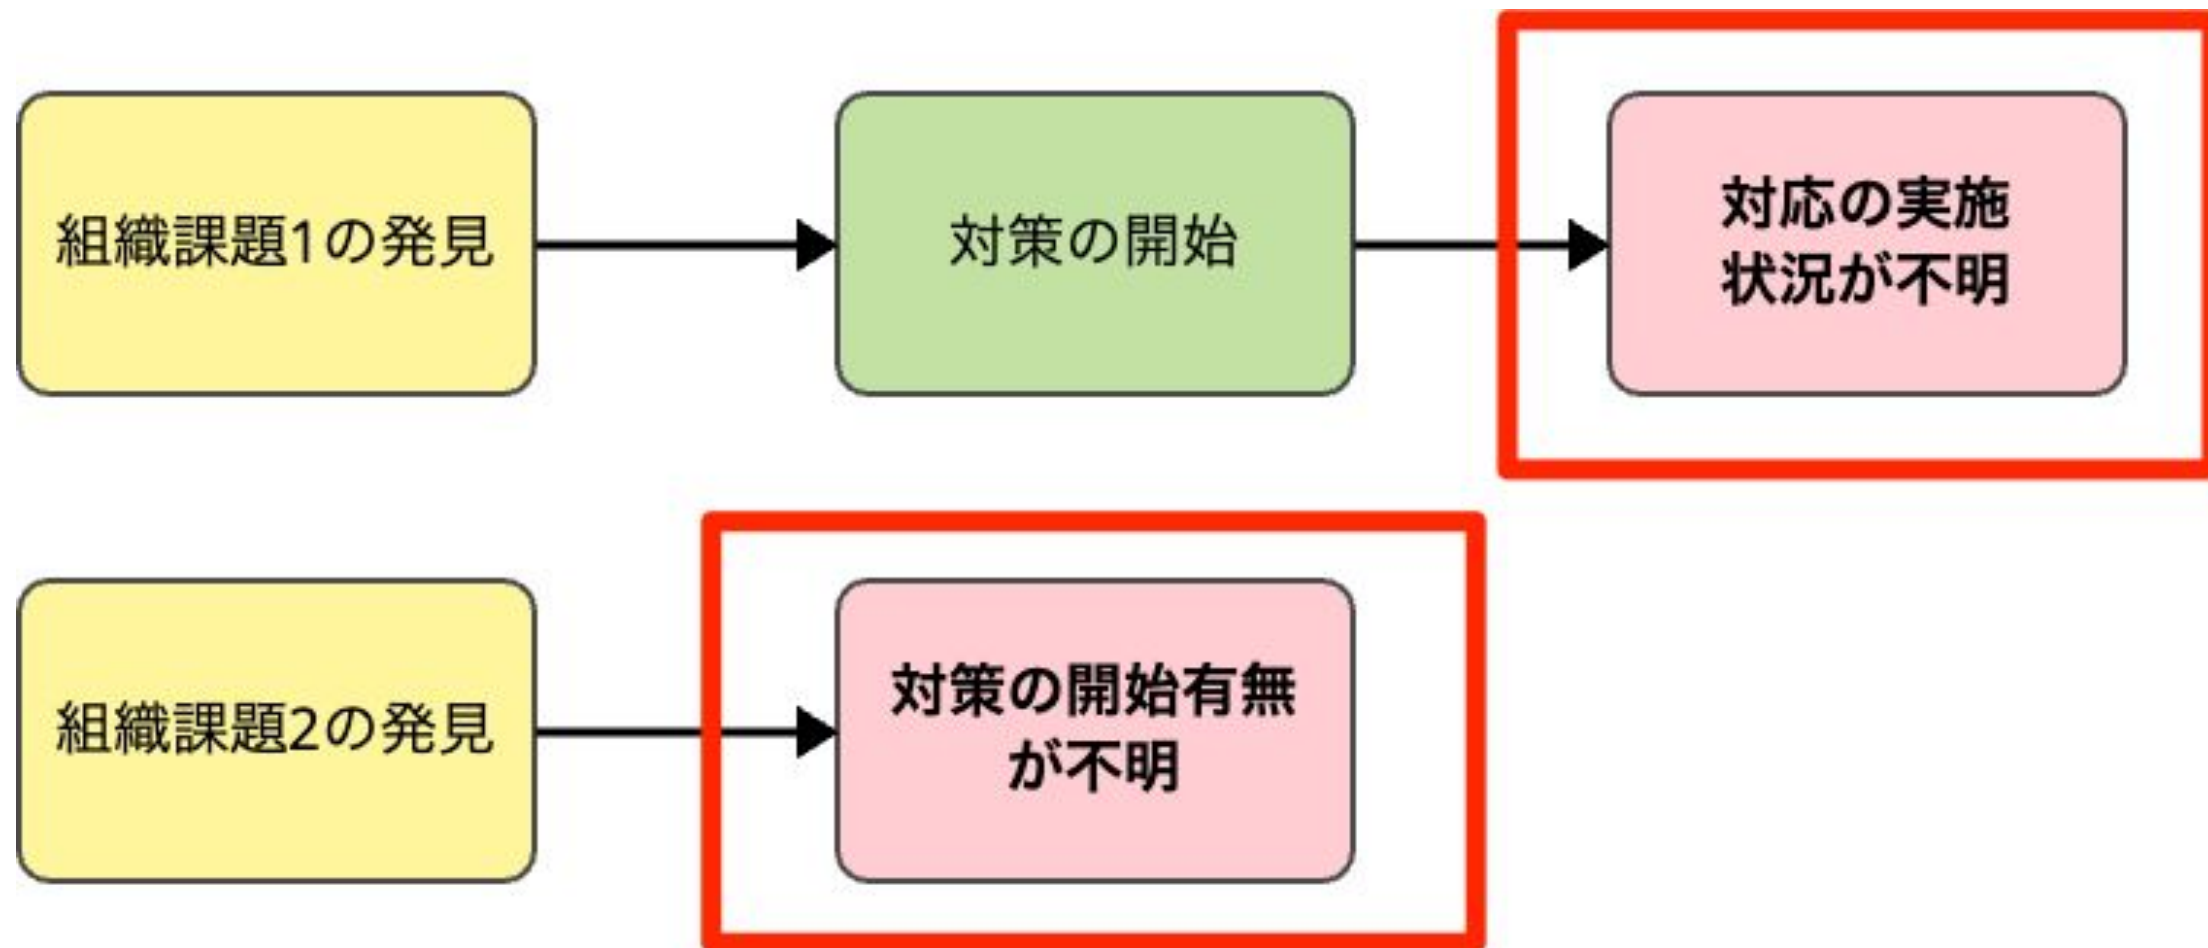 組織課題1の発見
対策の開始
対応の実施
状況が不明
組織課題2の発見
対策の開始有無
が不明